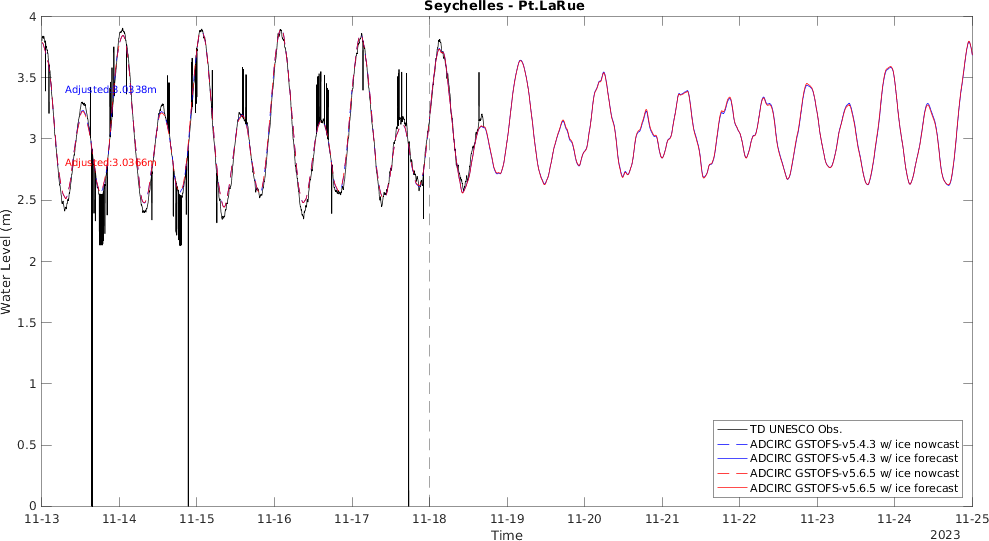 Seychelles - Pt.LaRue
4
3.5
3
2.5
2
1.5
1
0.5
0
Water Level (m)
Adjusted:3.0338m
Adjusted:3.0366m
TD UNESCO Obs.
ADCIRC GSTOFS-v5.4.3 w/ ice nowcast
ADCIRC GSTOFS-v5.4.3 w/ ice forecast
ADCIRC GSTOFS-v5.6.5 w/ ice nowcast
ADCIRC GSTOFS-v5.6.5 w/ ice forecast
11-13 11-14 11-15 11-16 11-17 11-18 11-19 11-20 11-21 11-22 11-23 11-24 11-25
Time
2023